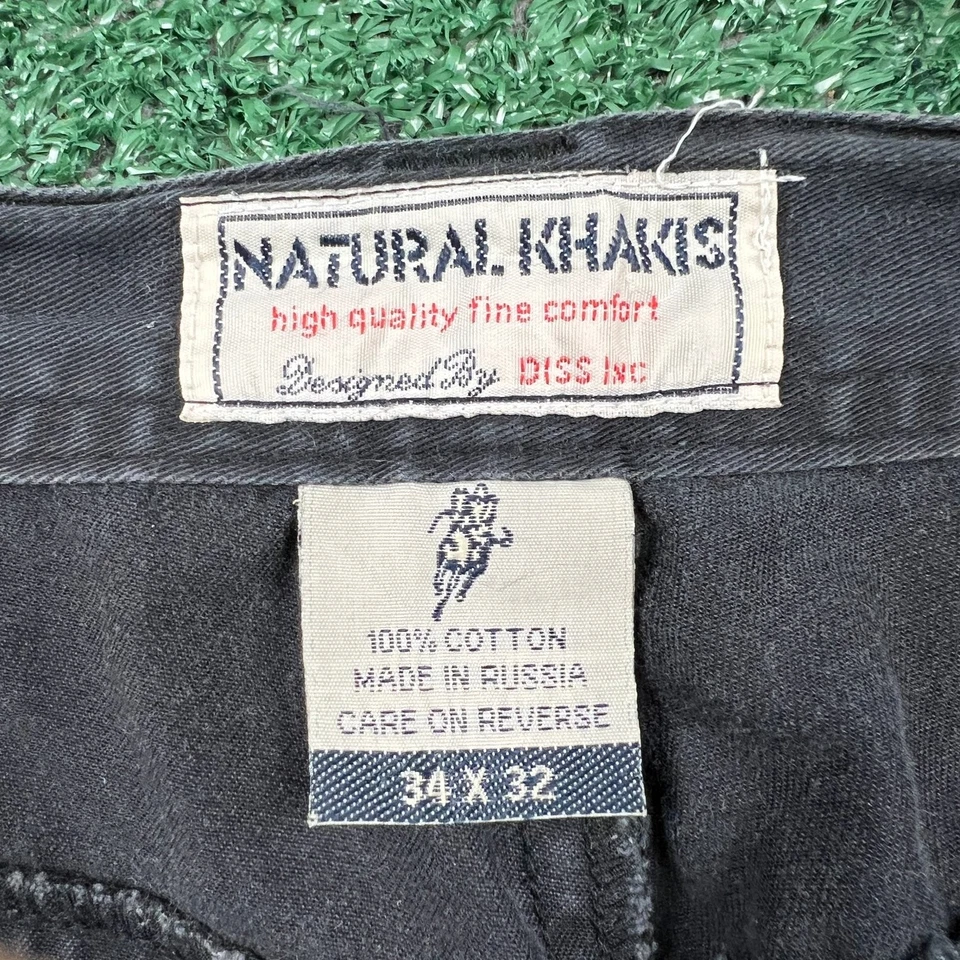 NATURAL KHAKIS
high quality fine comfort
Designed By DISS INC
100% COTTON
MADE IN RUSSIA
CARE ON REVERSE
34 X 32